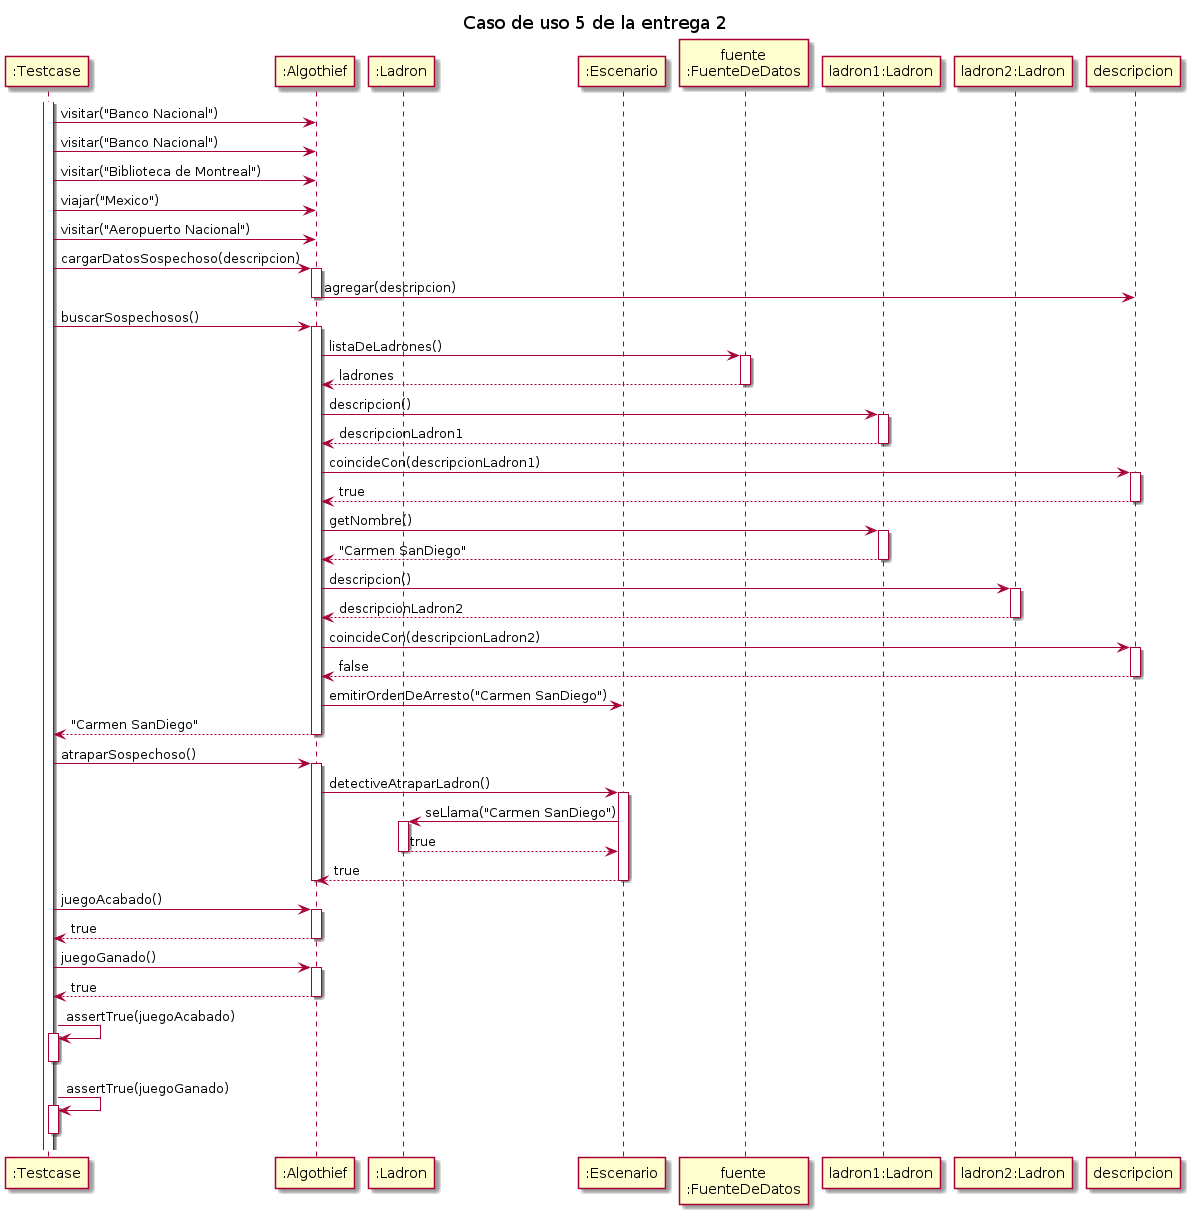 Caso de uso 5 de la entrega 2
:Testcase
:Algothief
:Ladron
:Escenario
fuente
:FuenteDeDatos
ladron1:Ladron
ladron2:Ladron
descripcion
visitar("Banco Nacional")
visitar("Banco Nacional")
visitar("Biblioteca de Montreal")
viajar("Mexico")
visitar("Aeropuerto Nacional")
cargarDatosSospechoso(descripcion)
agregar(descripcion)
buscarSospechosos()
listaDeLadrones()
ladrones
descripcion()
descripcionLadron1
coincideCon(descripcionLadron1)
true
getNombre()
"Carmen SanDiego"
descripcion()
descripcionLadron2
coincideCon(descripcionLadron2)
false
emitirOrdenDeArresto("Carmen SanDiego")
"Carmen SanDiego"
atraparSospechoso()
detectiveAtraparLadron()
seLlama("Carmen SanDiego")
true
true
juegoAcabado()
true
juegoGanado()
true
assertTrue(juegoAcabado)
assertTrue(juegoGanado)
:Testcase
:Algothief
:Ladron
:Escenario
fuente
:FuenteDeDatos
ladron1:Ladron
ladron2:Ladron
descripcion